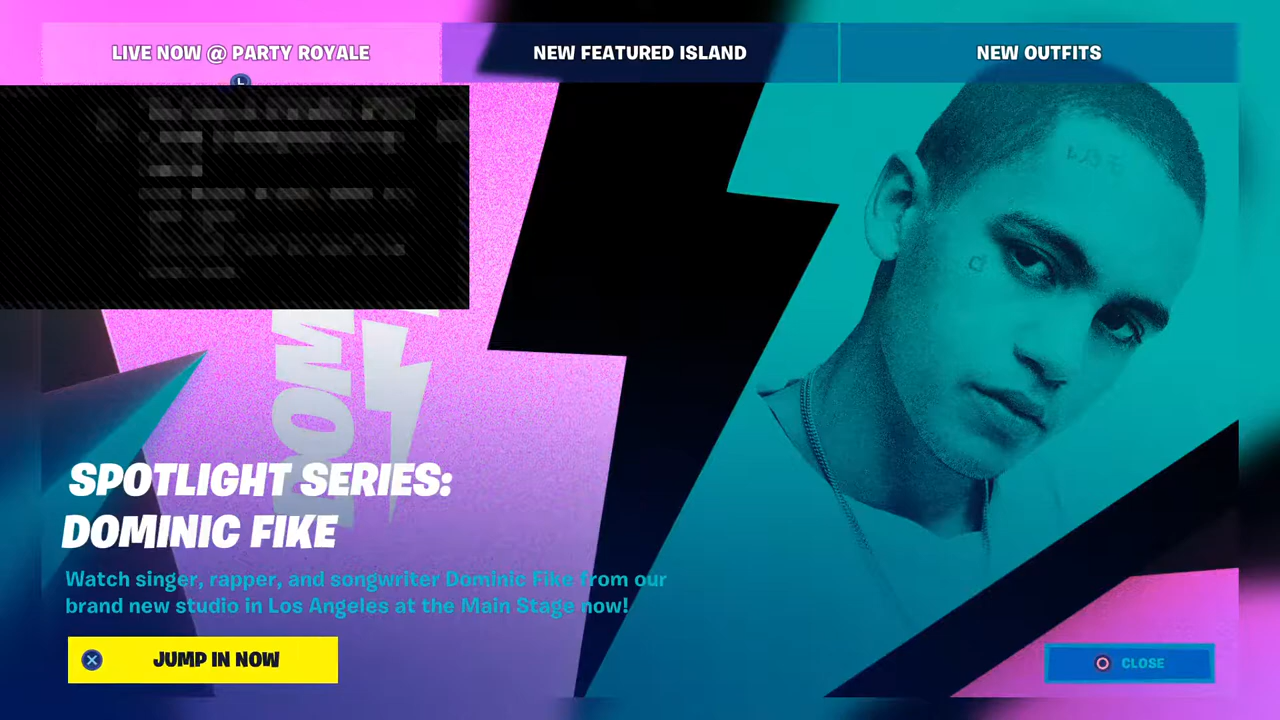 LIVE NOW @ PARTY ROYALE
NEW FEATURED ISLAND
NEW OUTFITS
L
SPOTLIGHT SERIES:
DOMINIC FIKE
Watch singer, rapper, and songwriter Dominic Fike from our
brand new studio in Los Angeles at the Main Stage now!
JUMP IN NOW
CLOSE